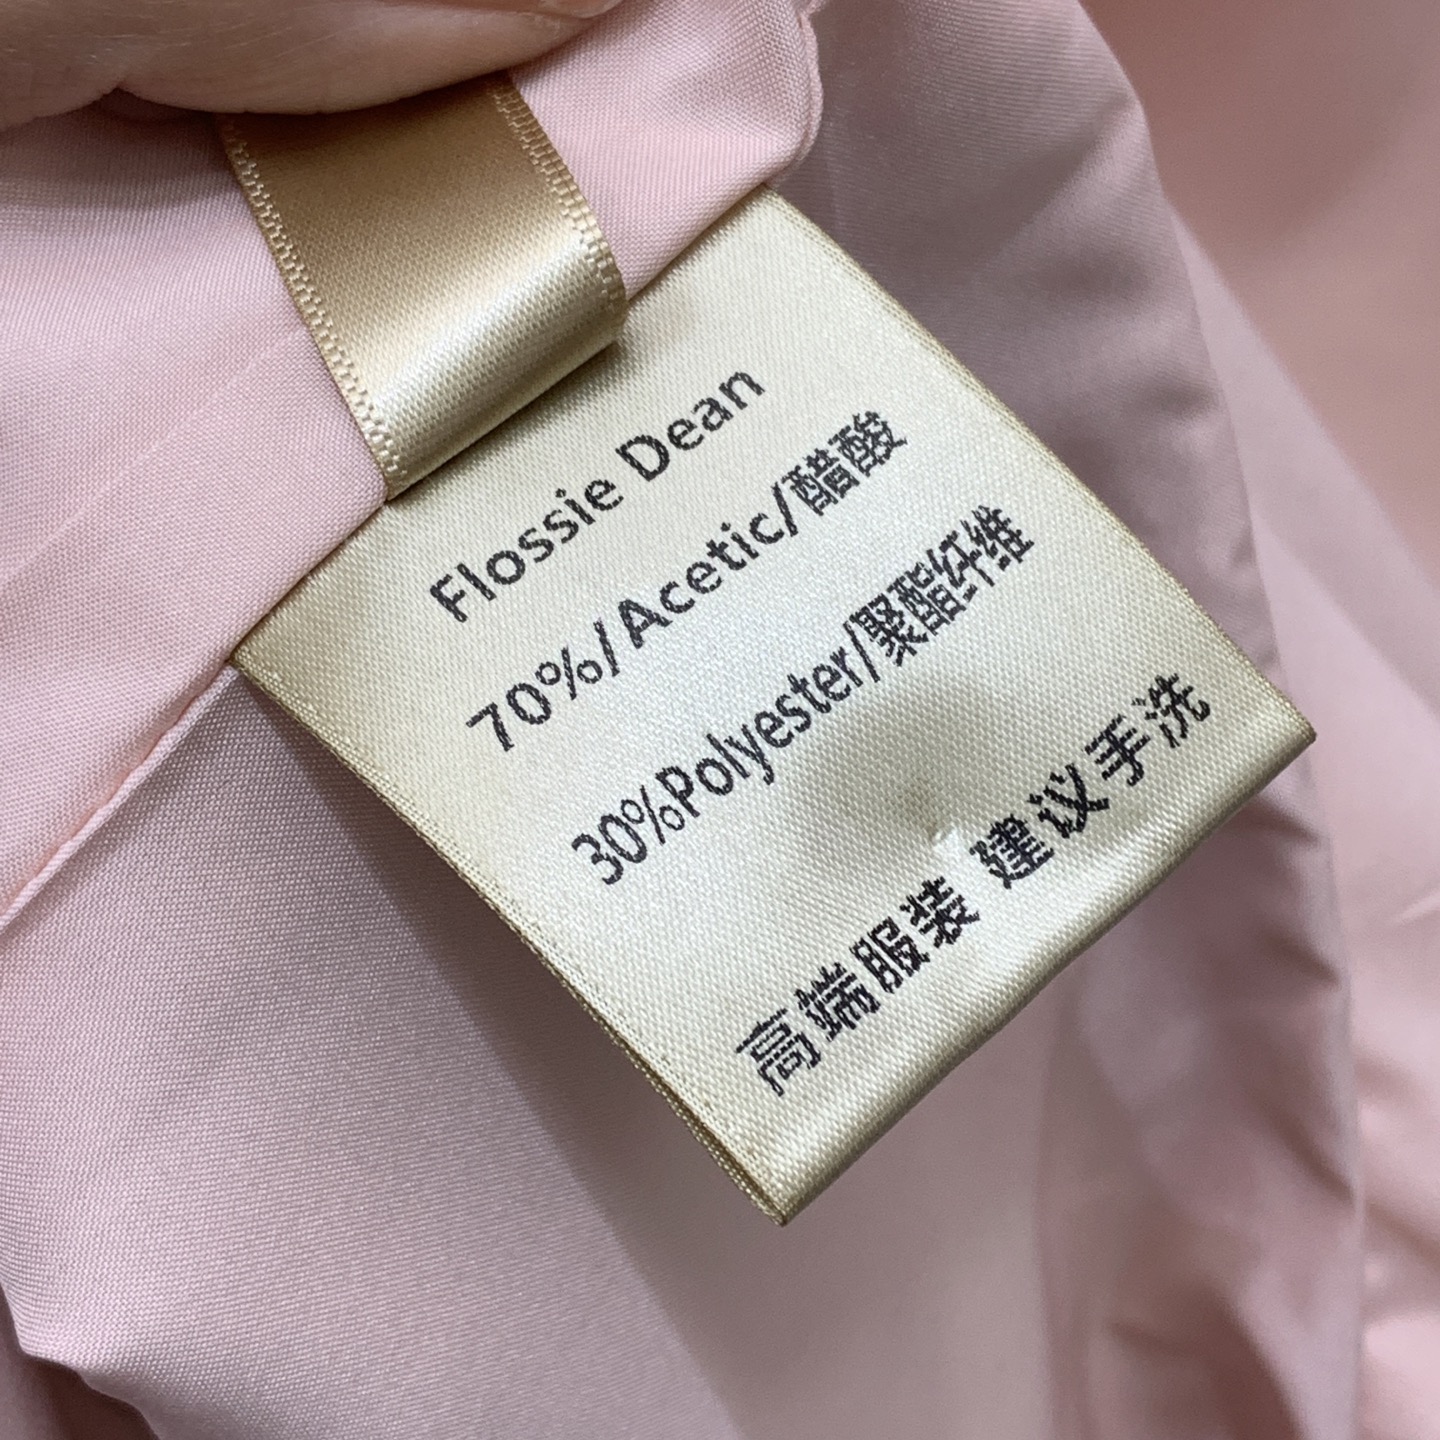 Flossie Dean
70%/Acetic/醋酸
30%Polyester/聚酯纤维
高端服装 建议手洗